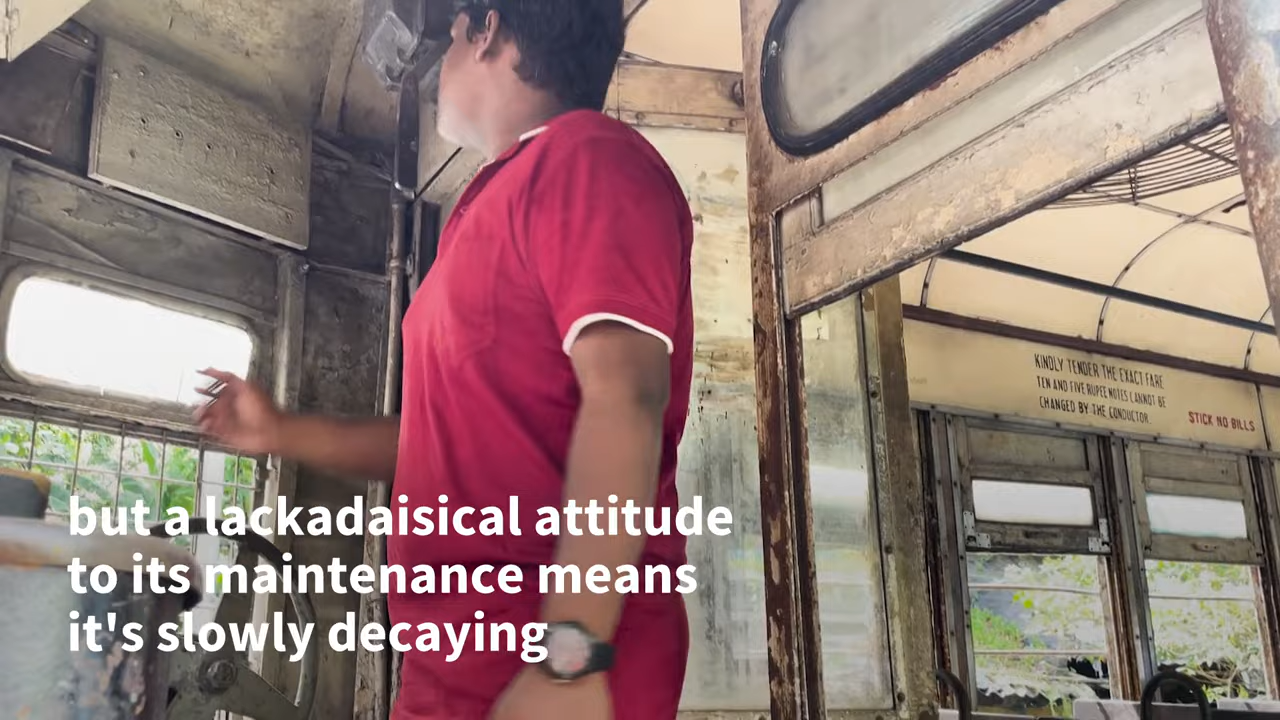 KINDLY TENDER THE EXACT FARE
TEN AND FIVE RUPEE NOTES CANNOT BE
CHANGED BY THE CONDUCTOR.
STICK NO BILLS
but a lackadaisical attitude
to its maintenance means
it's slowly decaying